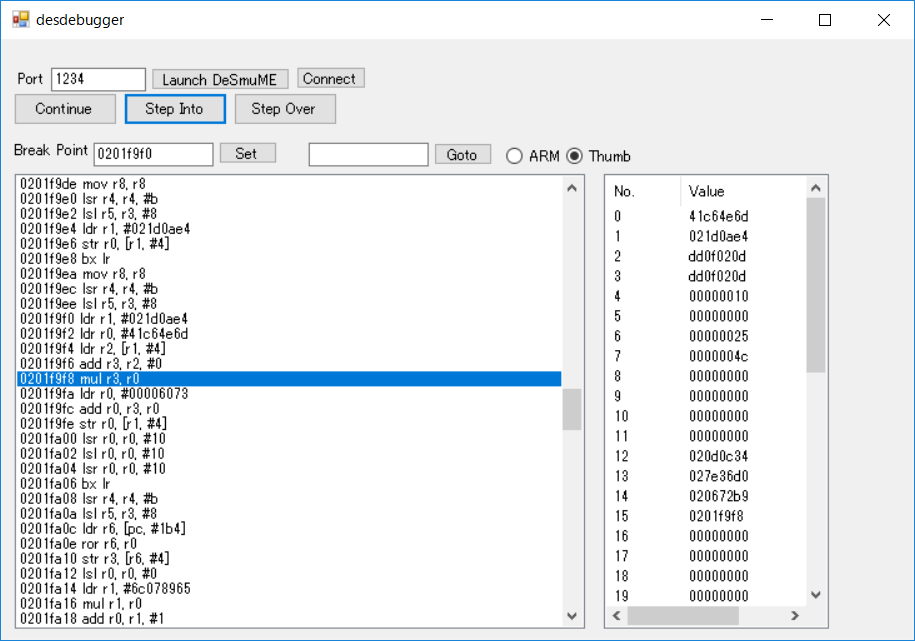 desdebugger
Port 1234 Launch DeSmuME Connect
Continue Step Into Step Over
Break Point 0201f9f0 Set Goto ARM Thumb
0201f9de mov r8, r8
0201f9e0 lsr r4, r4, #b
0201f9e2 lsl r5, r3, #8
0201f9e4 ldr r1, #021d0ae4
0201f9e6 str r0, [r1, #4]
0201f9e8 bx lr
0201f9ea mov r8, r8
0201f9ec lsr r4, r4, #b
0201f9ee lsl r5, r3, #8
0201f9f0 ldr r1, #021d0ae4
0201f9f2 ldr r0, #41c64e6d
0201f9f4 ldr r2, [r1, #4]
0201f9f6 add r3, r2, #0
0201f9f8 mul r3, r0
0201f9fa ldr r0, #00006073
0201f9fc add r0, r3, r0
0201f9fe str r0, [r1, #4]
0201fa00 lsr r0, r0, #10
0201fa02 lsl r0, r0, #10
0201fa04 lsr r0, r0, #10
0201fa06 bx lr
0201fa08 lsr r4, r4, #b
0201fa0a lsl r5, r3, #8
0201fa0c ldr r6, [pc, #1b4]
0201fa0e ror r6, r0
0201fa10 str r3, [r6, #4]
0201fa12 lsl r0, r0, #0
0201fa14 ldr r1, #6c078965
0201fa16 mul r1, r0
0201fa18 add r0, r1, #1
No. Value
0 41c64e6d
1 021d0ae4
2 dd0f020d
3 dd0f020d
4 00000010
5 00000000
6 00000025
7 0000004c
8 00000000
9 00000000
10 00000000
11 00000000
12 020d0c34
13 027e36d0
14 020672b9
15 0201f9f8
16 00000000
17 00000000
18 00000000
19 00000000